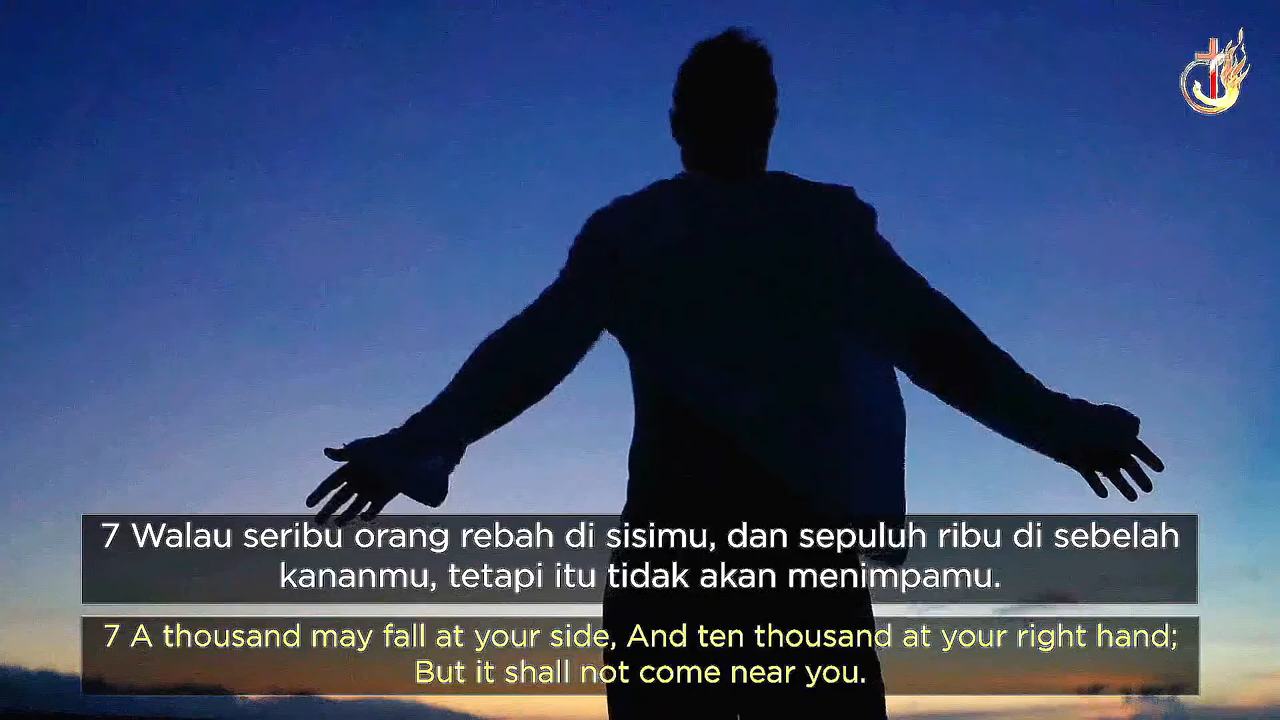 7 Walau seribu orang rebah di sisimu, dan sepuluh ribu di sebelah
kananmu, tetapi itu tidak akan menimpamu.
7 A thousand may fall at your side, And ten thousand at your right hand;
But it shall not come near you.